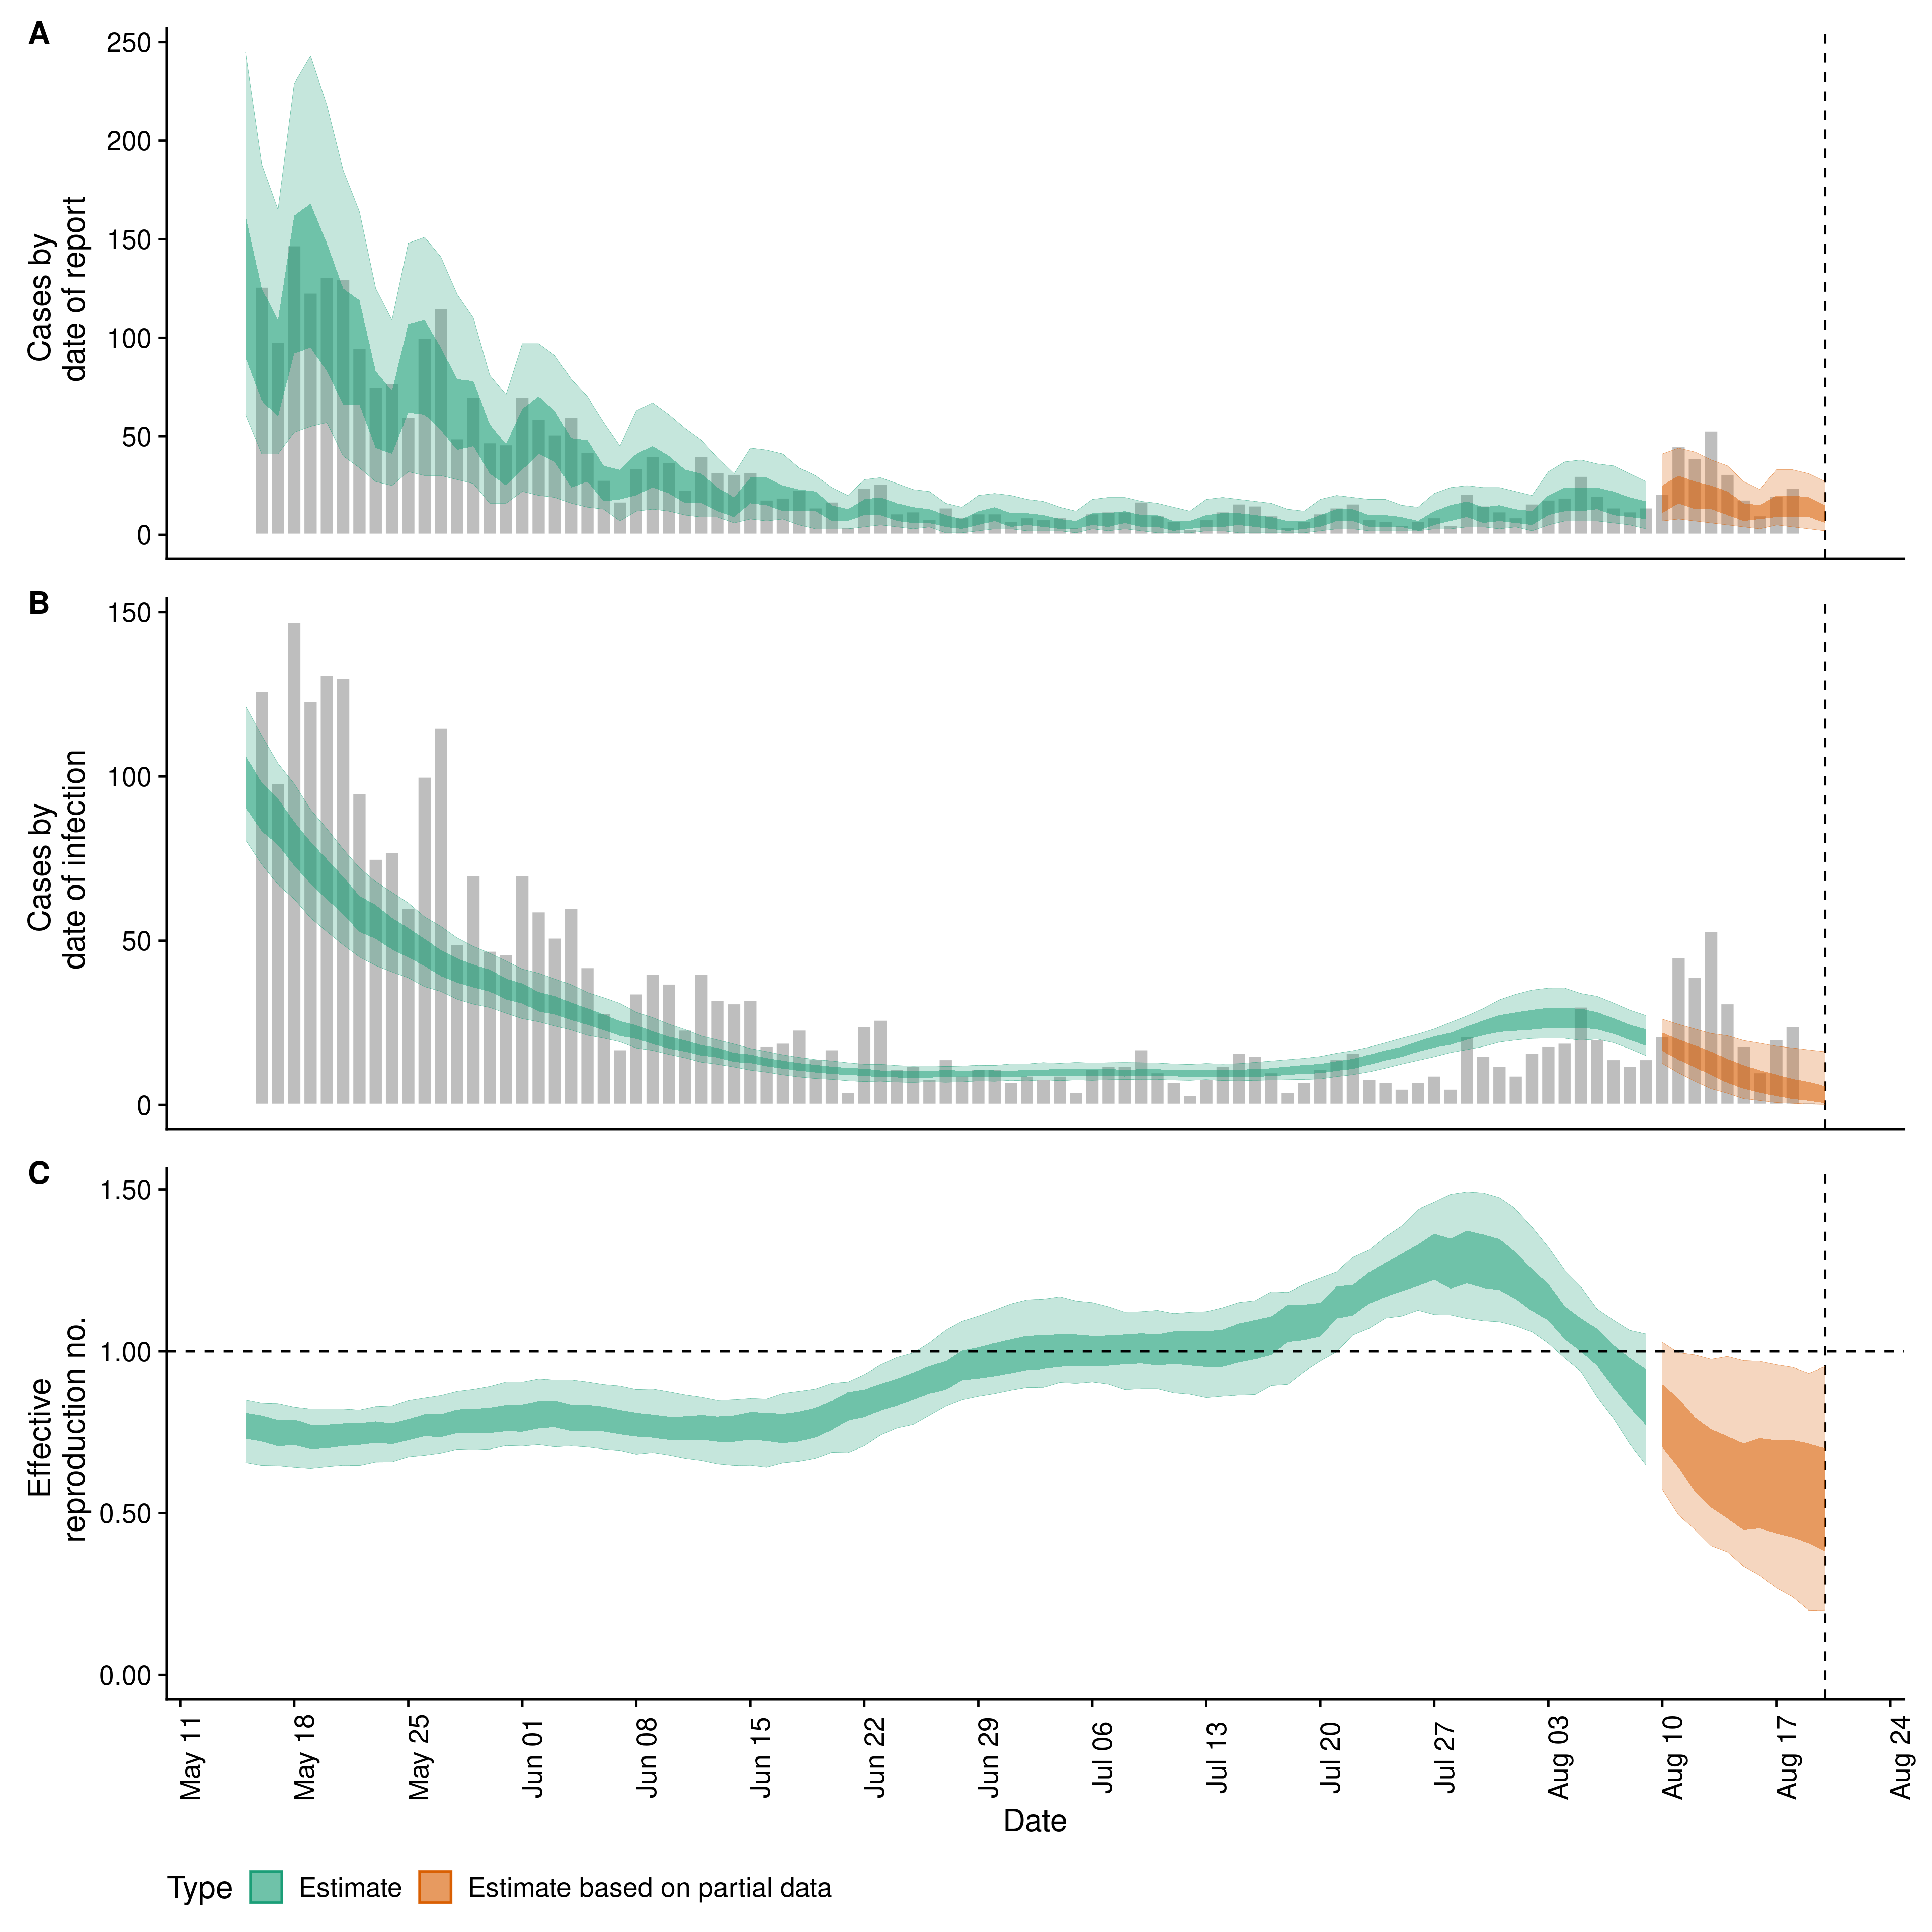 A
250
200
150
100
50
0
Cases by
date of report
B
150
100
50
0
Cases by
date of infection
C
1.50
1.00
0.50
0.00
Effective
reproduction no.
May 11
May 18
May 25
Jun 01
Jun 08
Jun 15
Jun 22
Jun 29
Jul 06
Jul 13
Jul 20
Jul 27
Aug 03
Aug 10
Aug 17
Aug 24
Date
Type
Estimate
Estimate based on partial data